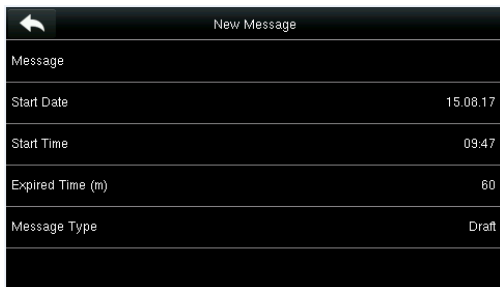 New Message
Message
Start Date 15.08.17
Start Time 09:47
Expired Time (m) 60
Message Type Draft